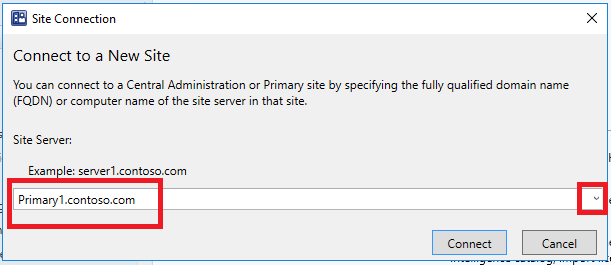 Site Connection
Connect to a New Site
You can connect to a Central Administration or Primary site by specifying the fully qualified domain name
(FQDN) or computer name of the site server in that site.
Site Server:
Example: server1.contoso.com
Primary1.contoso.com
Connect
Cancel